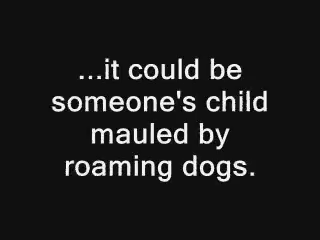 ...it could be
someone's child
mauled by
roaming dogs.